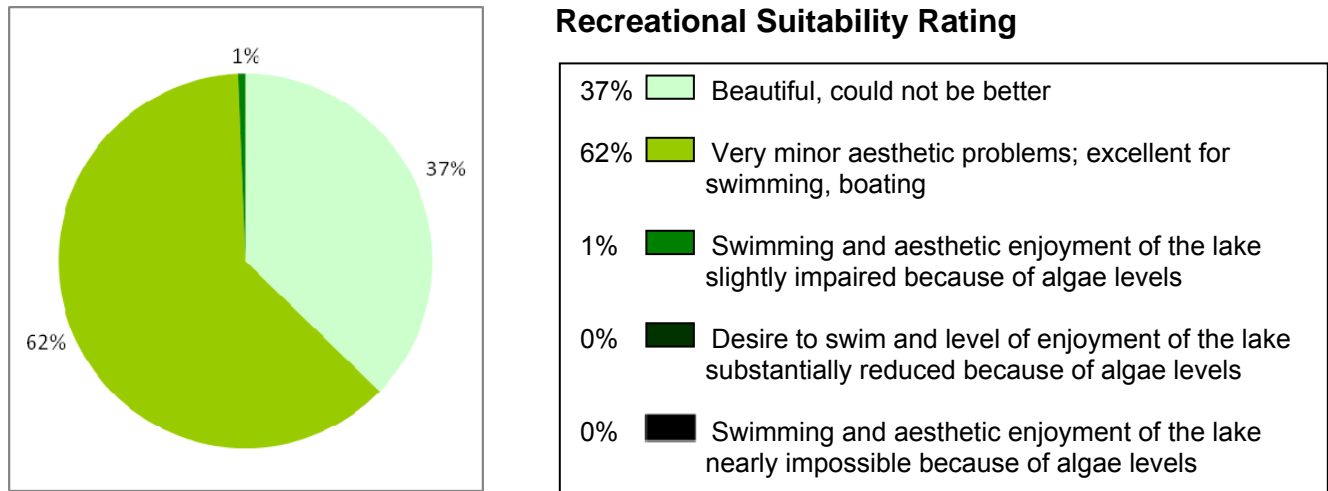 1%
37%
62%
Recreational Suitability Rating
37% Beautiful, could not be better
62% Very minor aesthetic problems; excellent for
swimming, boating
1% Swimming and aesthetic enjoyment of the lake
slightly impaired because of algae levels
0% Desire to swim and level of enjoyment of the lake
substantially reduced because of algae levels
0% Swimming and aesthetic enjoyment of the lake
nearly impossible because of algae levels